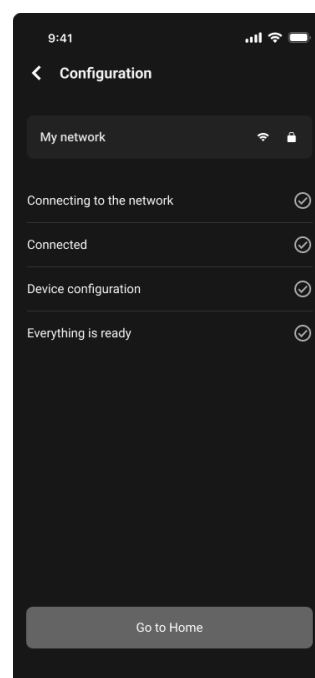 9:41
Configuration
My network
Connecting to the network
Connected
Device configuration
Everything is ready
Go to Home